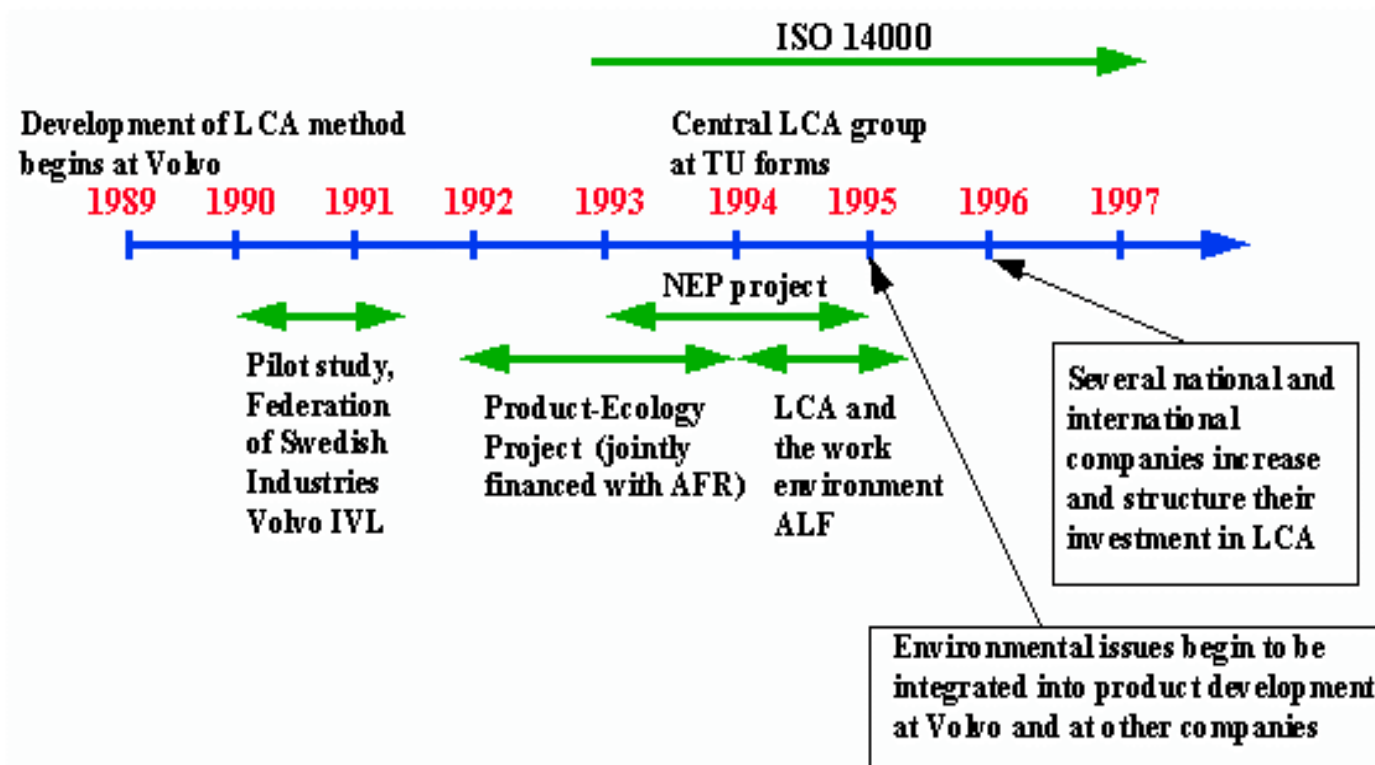 ISO 14000
Development of LCA method
begins at Volvo
Central LCA group
at TU forms
1989 1990 1991 1992 1993 1994 1995 1996 1997
NEP project
Pilot study,
Federation
of Swedish
Industries
Volvo IVL
Product-Ecology
Project (jointly
financed with AFR)
LCA and
the work
environment
ALF
Several national and
international
companies increase
and structure their
investment in LCA
Environmental issues begin to be
integrated into product development
at Volvo and at other companies